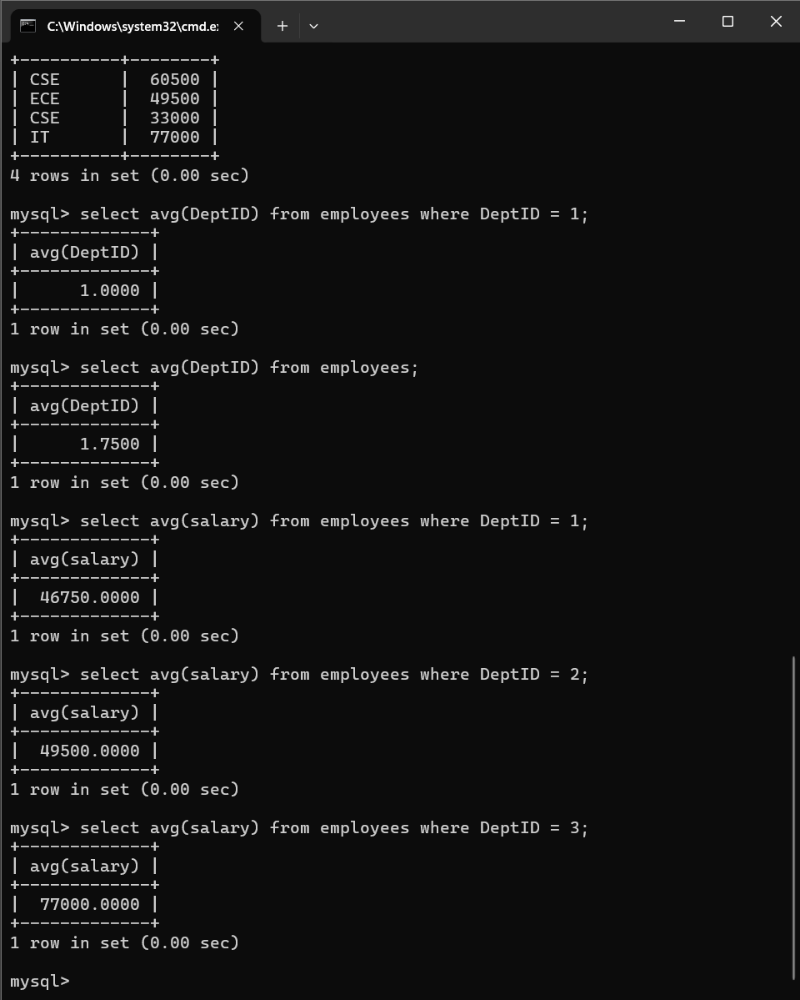 C:\Windows\system32\cmd.e
+----------+--------+
| CSE      |  60500 |
| ECE      |  49500 |
| CSE      |  33000 |
| IT       |  77000 |
+----------+--------+
4 rows in set (0.00 sec)
mysql> select avg(DeptID) from employees where DeptID = 1;
+-------------+
| avg(DeptID) |
+-------------+
|      1.0000 |
+-------------+
1 row in set (0.00 sec)
mysql> select avg(DeptID) from employees;
+-------------+
| avg(DeptID) |
+-------------+
|      1.7500 |
+-------------+
1 row in set (0.00 sec)
mysql> select avg(salary) from employees where DeptID = 1;
+-------------+
| avg(salary) |
+-------------+
|  46750.0000 |
+-------------+
1 row in set (0.00 sec)
mysql> select avg(salary) from employees where DeptID = 2;
+-------------+
| avg(salary) |
+-------------+
|  49500.0000 |
+-------------+
1 row in set (0.00 sec)
mysql> select avg(salary) from employees where DeptID = 3;
+-------------+
| avg(salary) |
+-------------+
|  77000.0000 |
+-------------+
1 row in set (0.00 sec)
mysql>